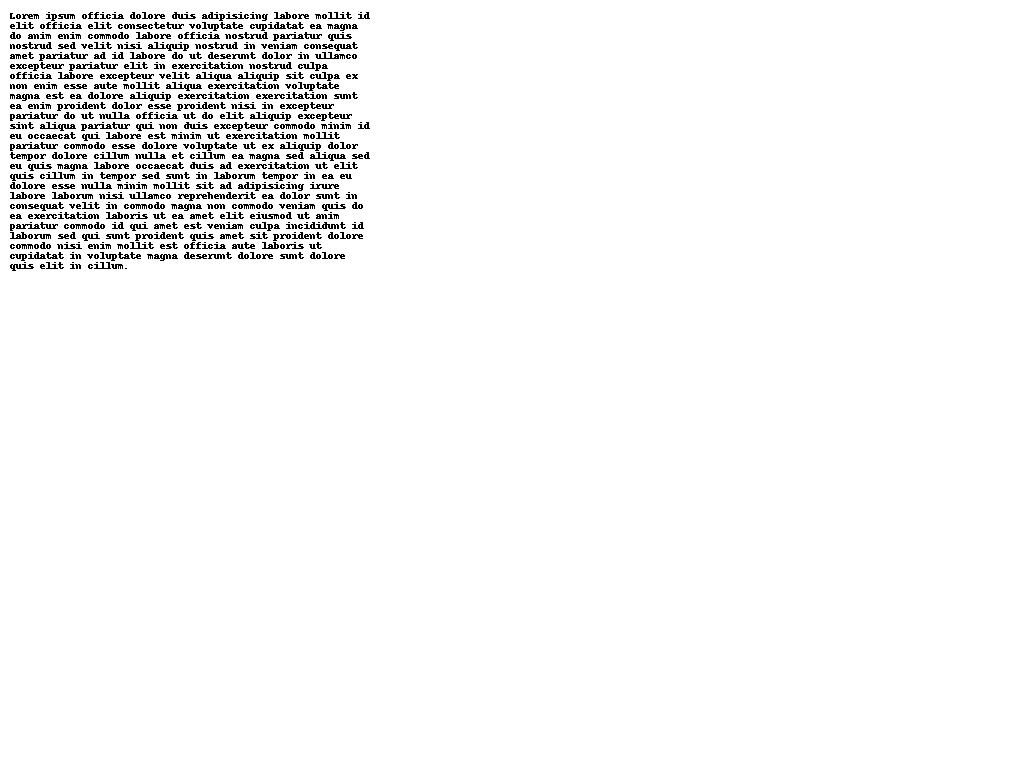 Lorem ipsum officia dolore duis adipisicing labore mollit id
elit officia elit consectetur voluptate cupidatat ea magna
do anim enim commodo labore officia nostrud pariatur quis
nostrud sed velit nisi aliquip nostrud in veniam consequat
amet pariatur ad id labore do ut deserunt dolor in ullamco
excepteur pariatur elit in exercitation nostrud culpa
officia labore excepteur velit aliqua aliquip sit culpa ex
non enim esse aute mollit aliqua exercitation voluptate
magna est ea dolore aliquip exercitation exercitation sunt
ea enim proident dolor esse proident nisi in excepteur
pariatur do ut nulla officia ut do elit aliquip excepteur
sint aliqua pariatur qui non duis excepteur commodo minim id
eu occaecat qui labore est minim ut exercitation mollit
pariatur commodo esse dolore voluptate ut ex aliquip dolor
tempor dolore cillum nulla et cillum ea magna sed aliqua sed
eu quis magna labore occaecat duis ad exercitation ut elit
quis cillum in tempor sed sunt in laborum tempor in ea eu
dolore esse nulla minim mollit sit ad adipisicing irure
labore laborum nisi ullamco reprehenderit ea dolor sunt in
consequat velit in commodo magna non commodo veniam quis do
ea exercitation laboris ut ea amet elit eiusmod ut anim
pariatur commodo id qui amet est veniam culpa incididunt id
laborum sed qui sunt proident quis amet sit proident dolore
commodo nisi enim mollit est officia aute laboris ut
cupidatat in voluptate magna deserunt dolore sunt dolore
quis elit in cillum.